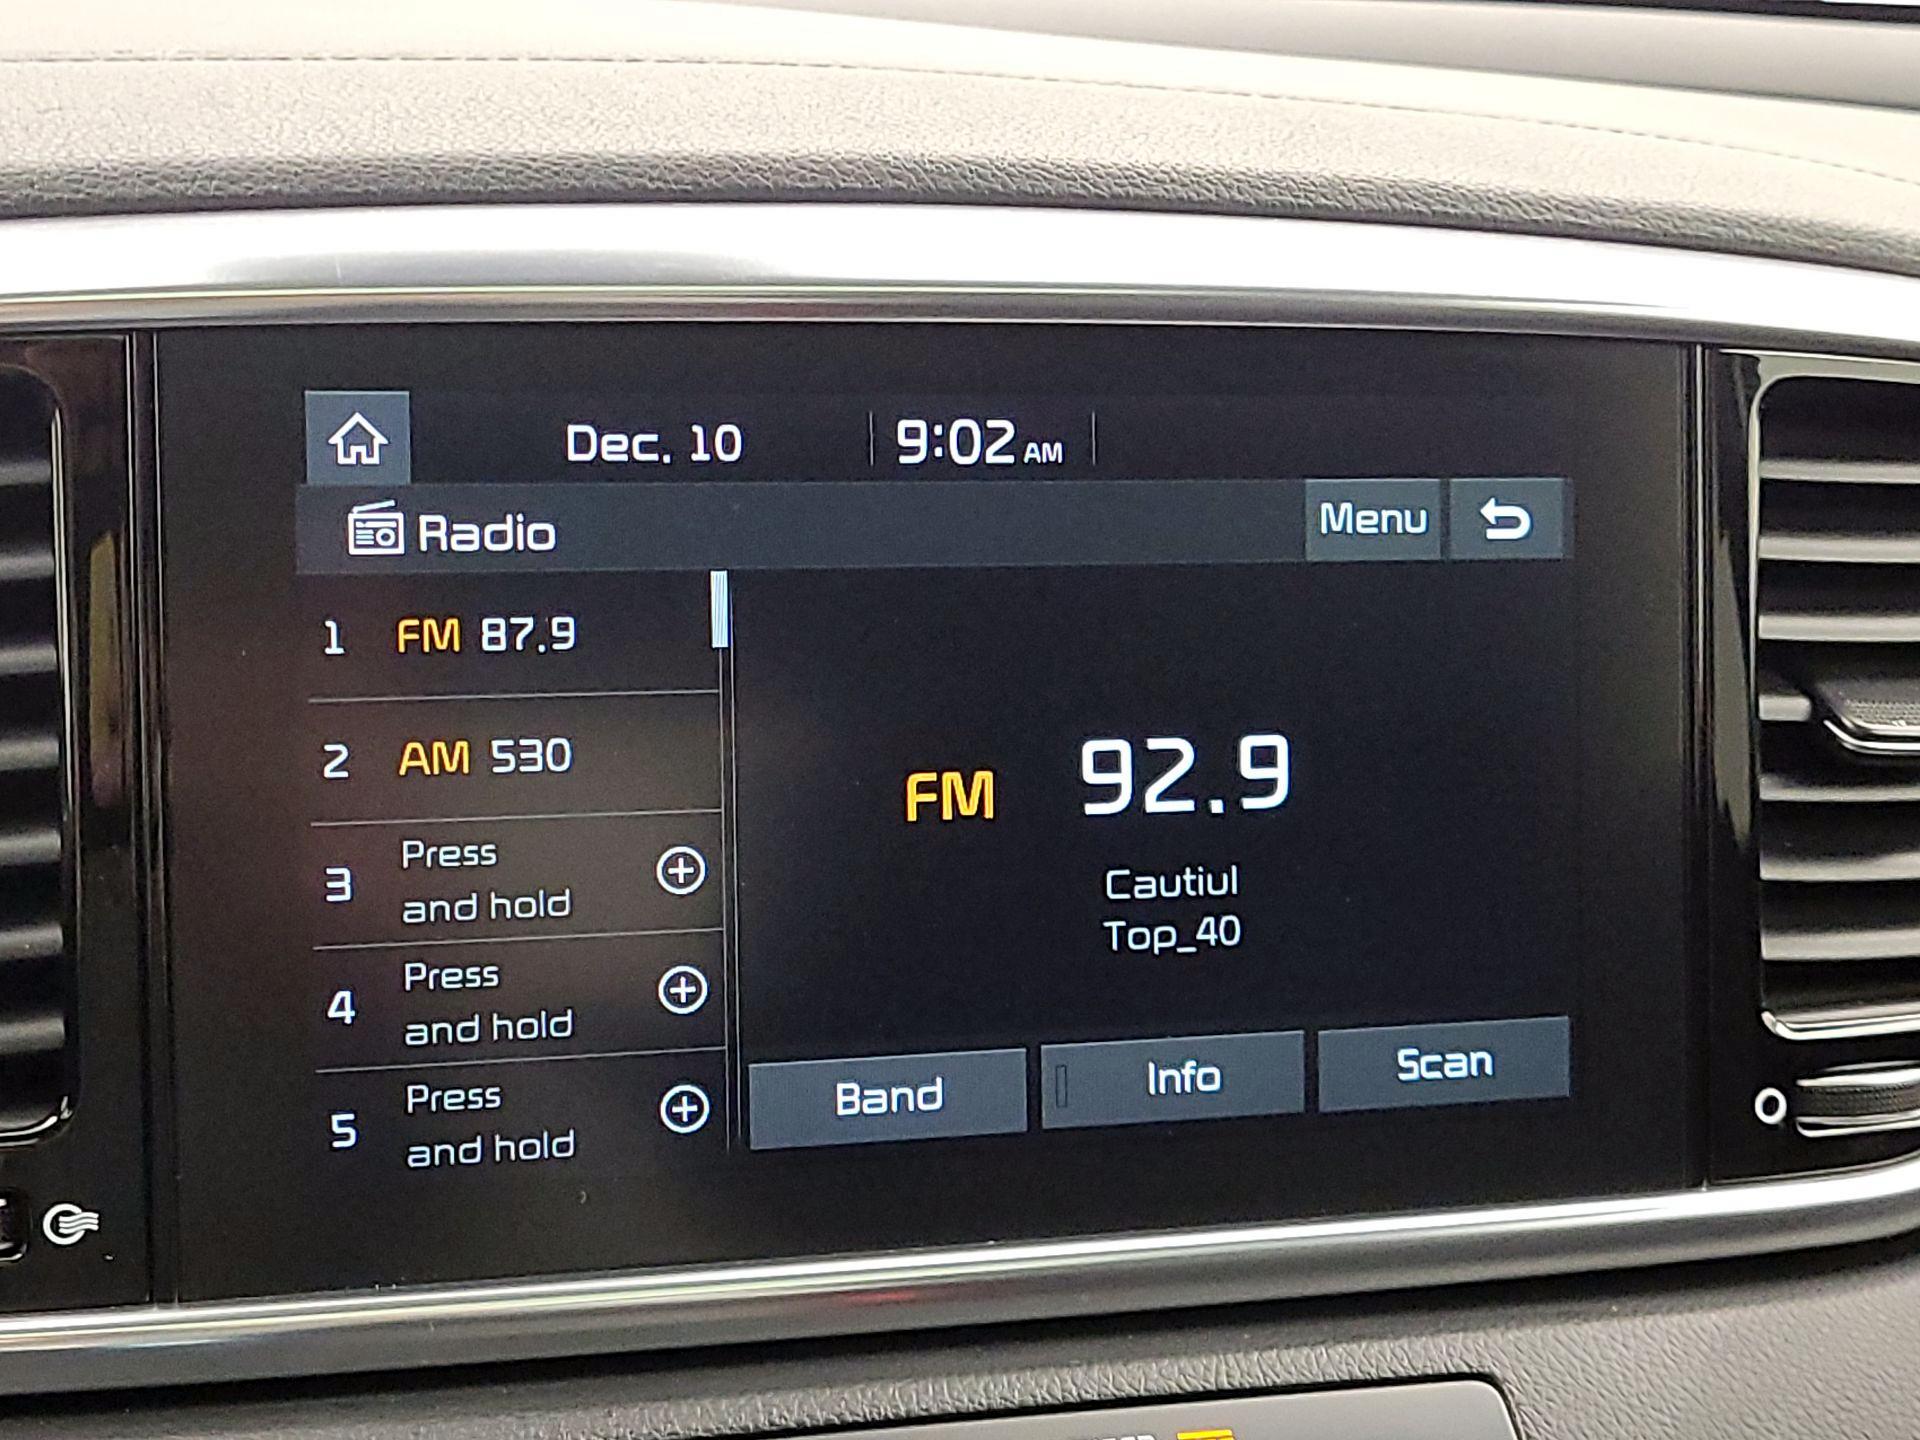 Dec. 10 9:02 AM
Radio Menu
1 FM 87.9
2 AM 530
3 Press
and hold
4 Press
and hold
5 Press
and hold
FM 92.9
Cautiul
Top_40
Band Info Scan